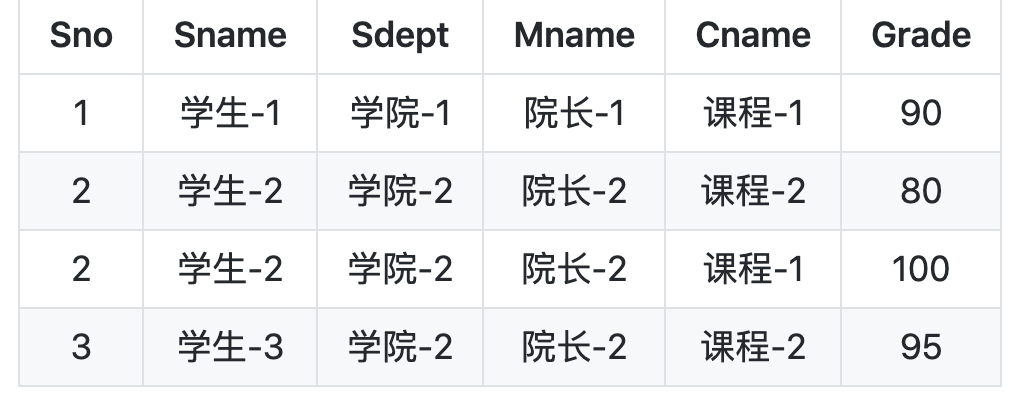 Sno Sname Sdept Mname Cname Grade
1 学生-1 学院-1 院长-1 课程-1 90
2 学生-2 学院-2 院长-2 课程-2 80
2 学生-2 学院-2 院长-2 课程-1 100
3 学生-3 学院-2 院长-2 课程-2 95